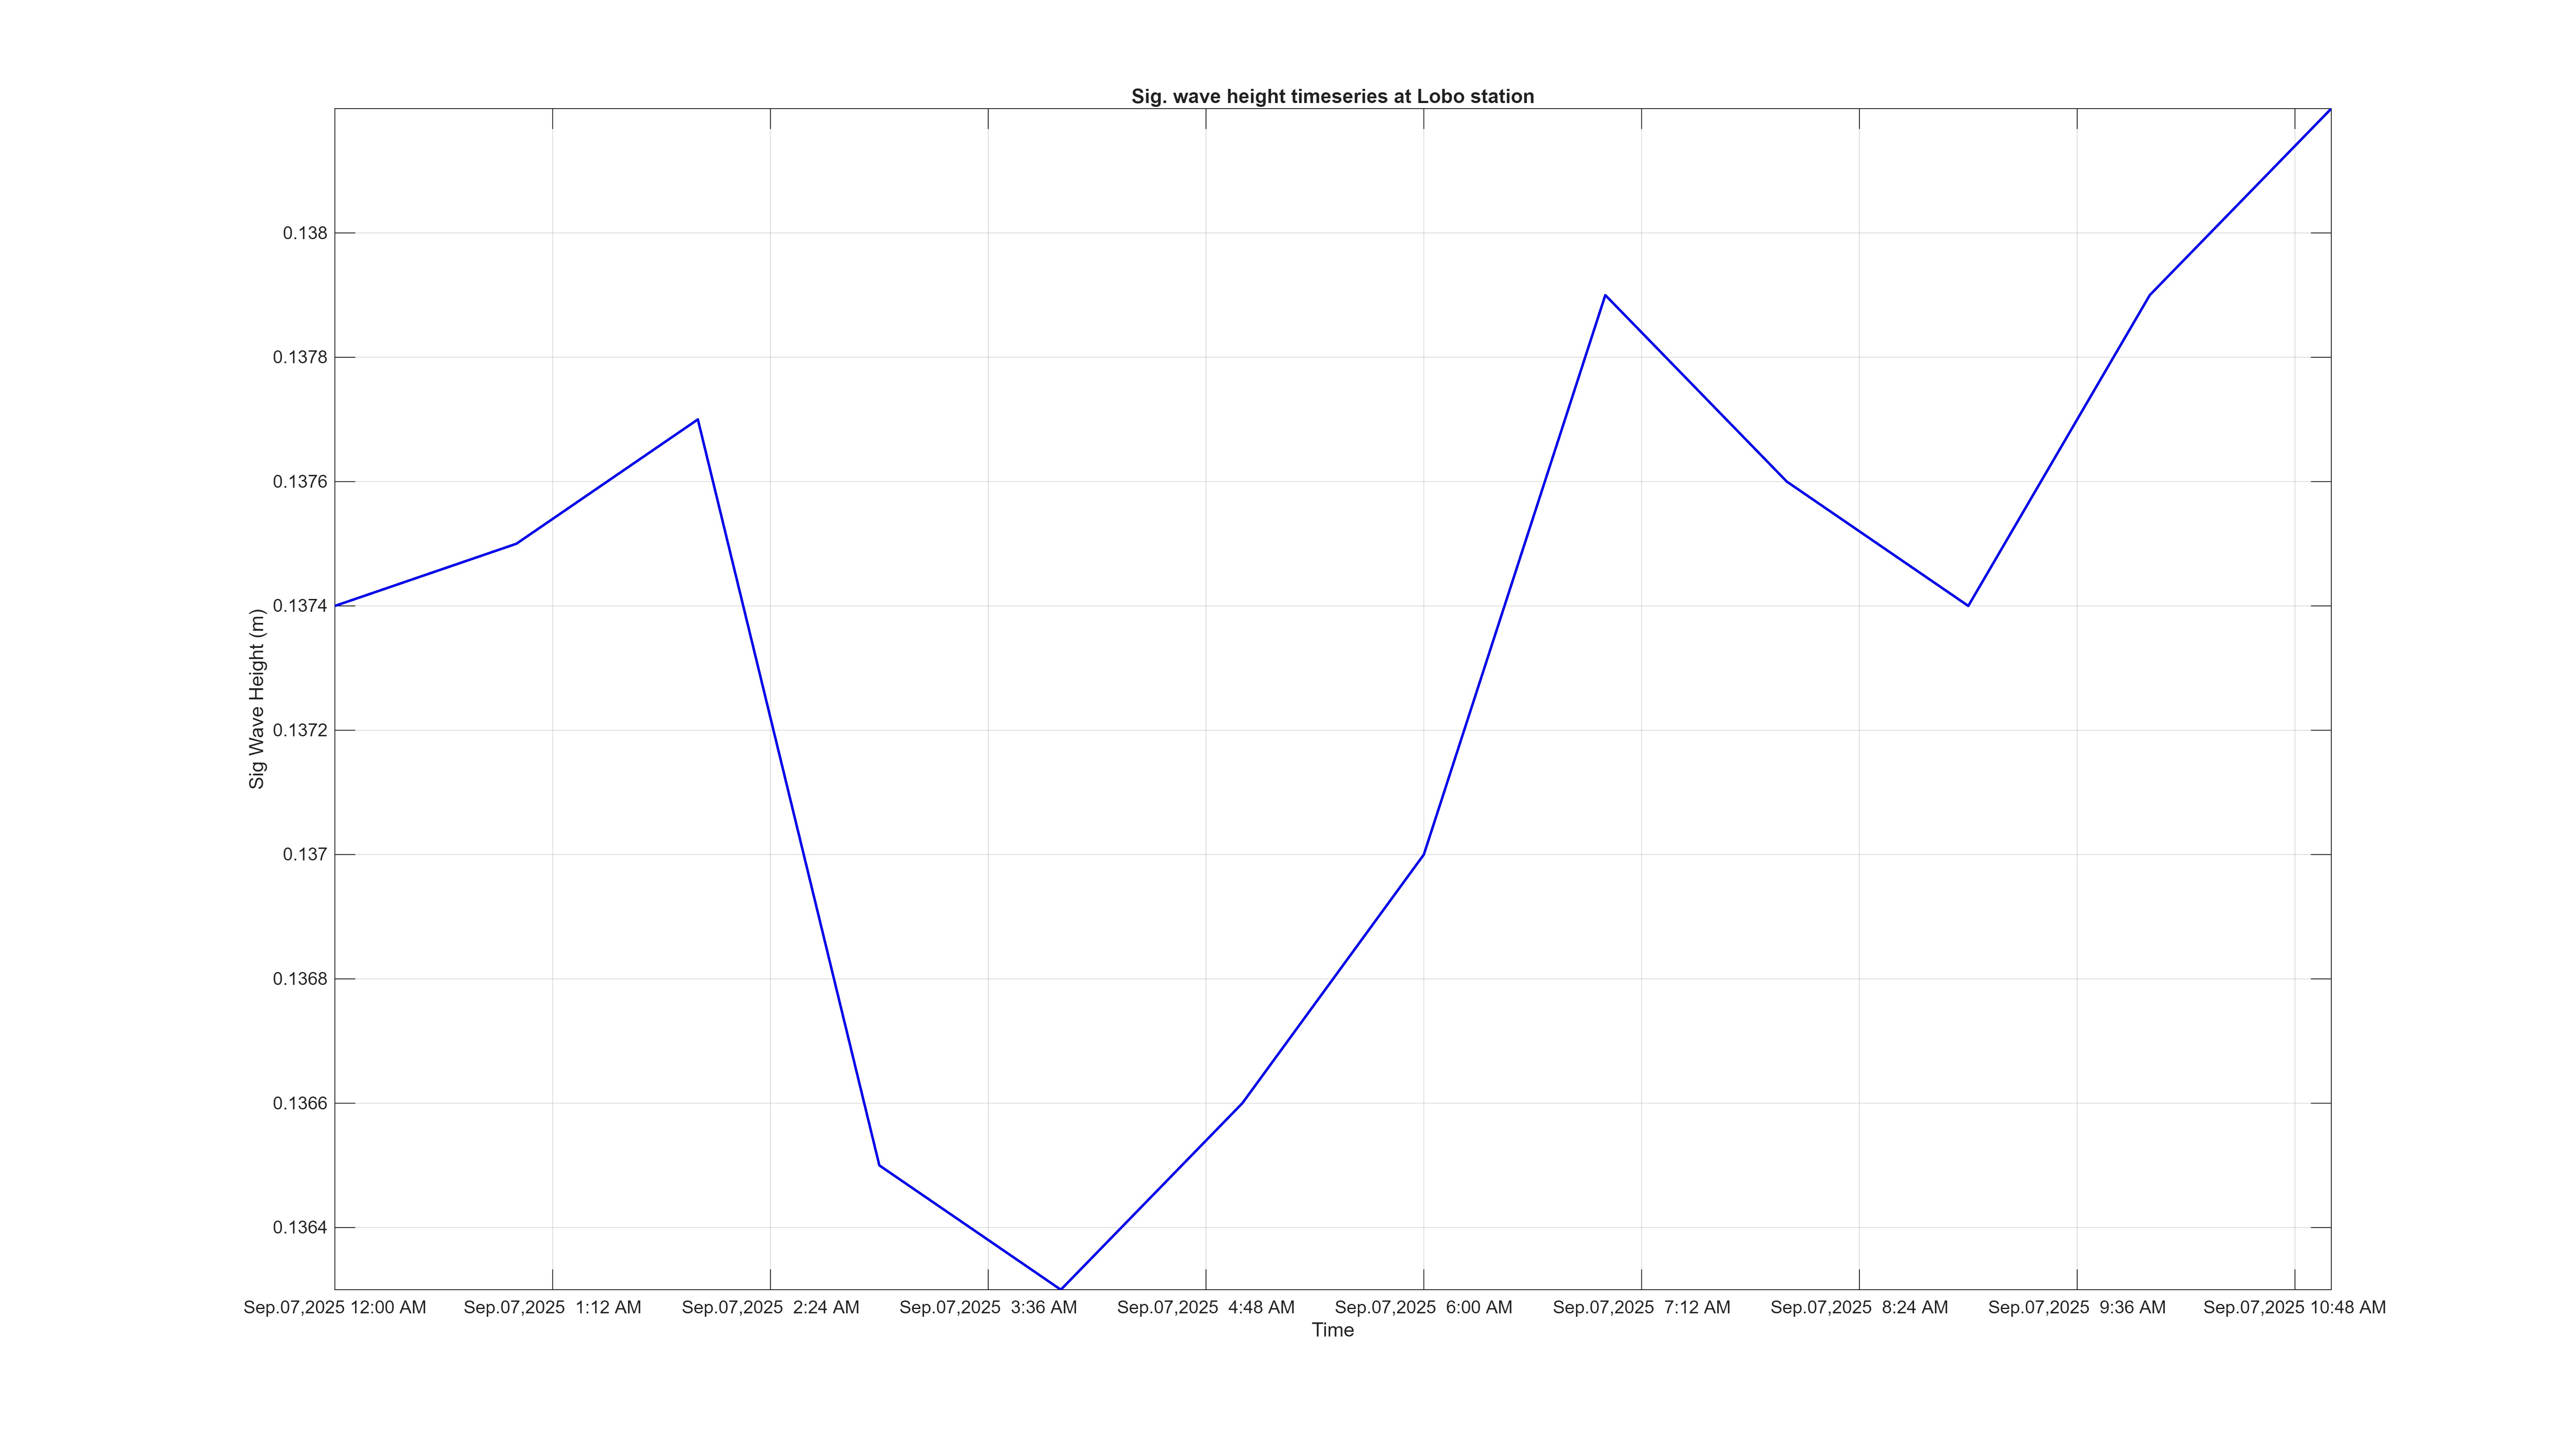 Sig. wave height timeseries at Lobo station
0.138
0.1378
0.1376
0.1374
0.1372
0.137
0.1368
0.1366
0.1364
Sig Wave Height (m)
Sep.07,2025 12:00 AM Sep.07,2025  1:12 AM Sep.07,2025  2:24 AM Sep.07,2025  3:36 AM Sep.07,2025  4:48 AM Sep.07,2025  6:00 AM Sep.07,2025  7:12 AM Sep.07,2025  8:24 AM Sep.07,2025  9:36 AM Sep.07,2025 10:48 AM
Time